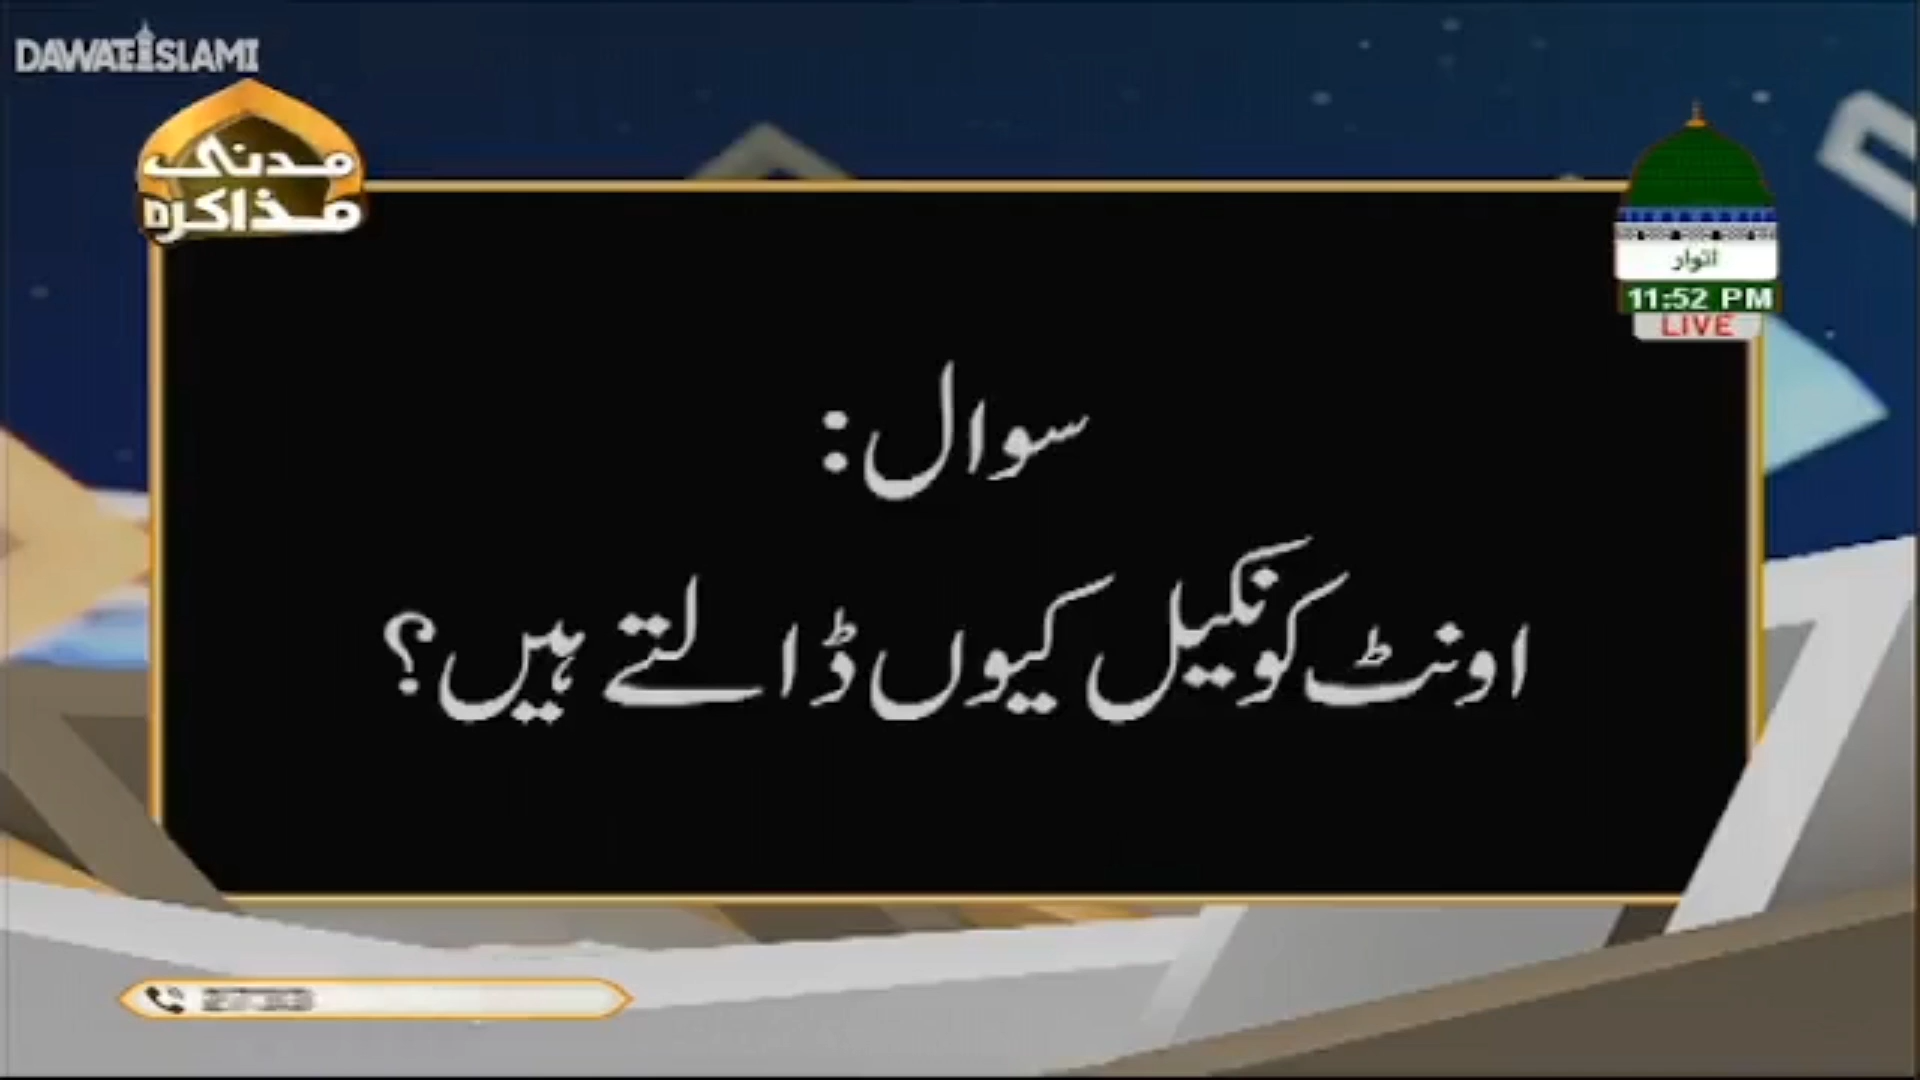 DAWATEISLAMI
مدنی
مذاکرہ
اتوار
11:52 PM
LIVE
سوال:
اونٹ کو نکیل کیوں ڈالتے ہیں؟